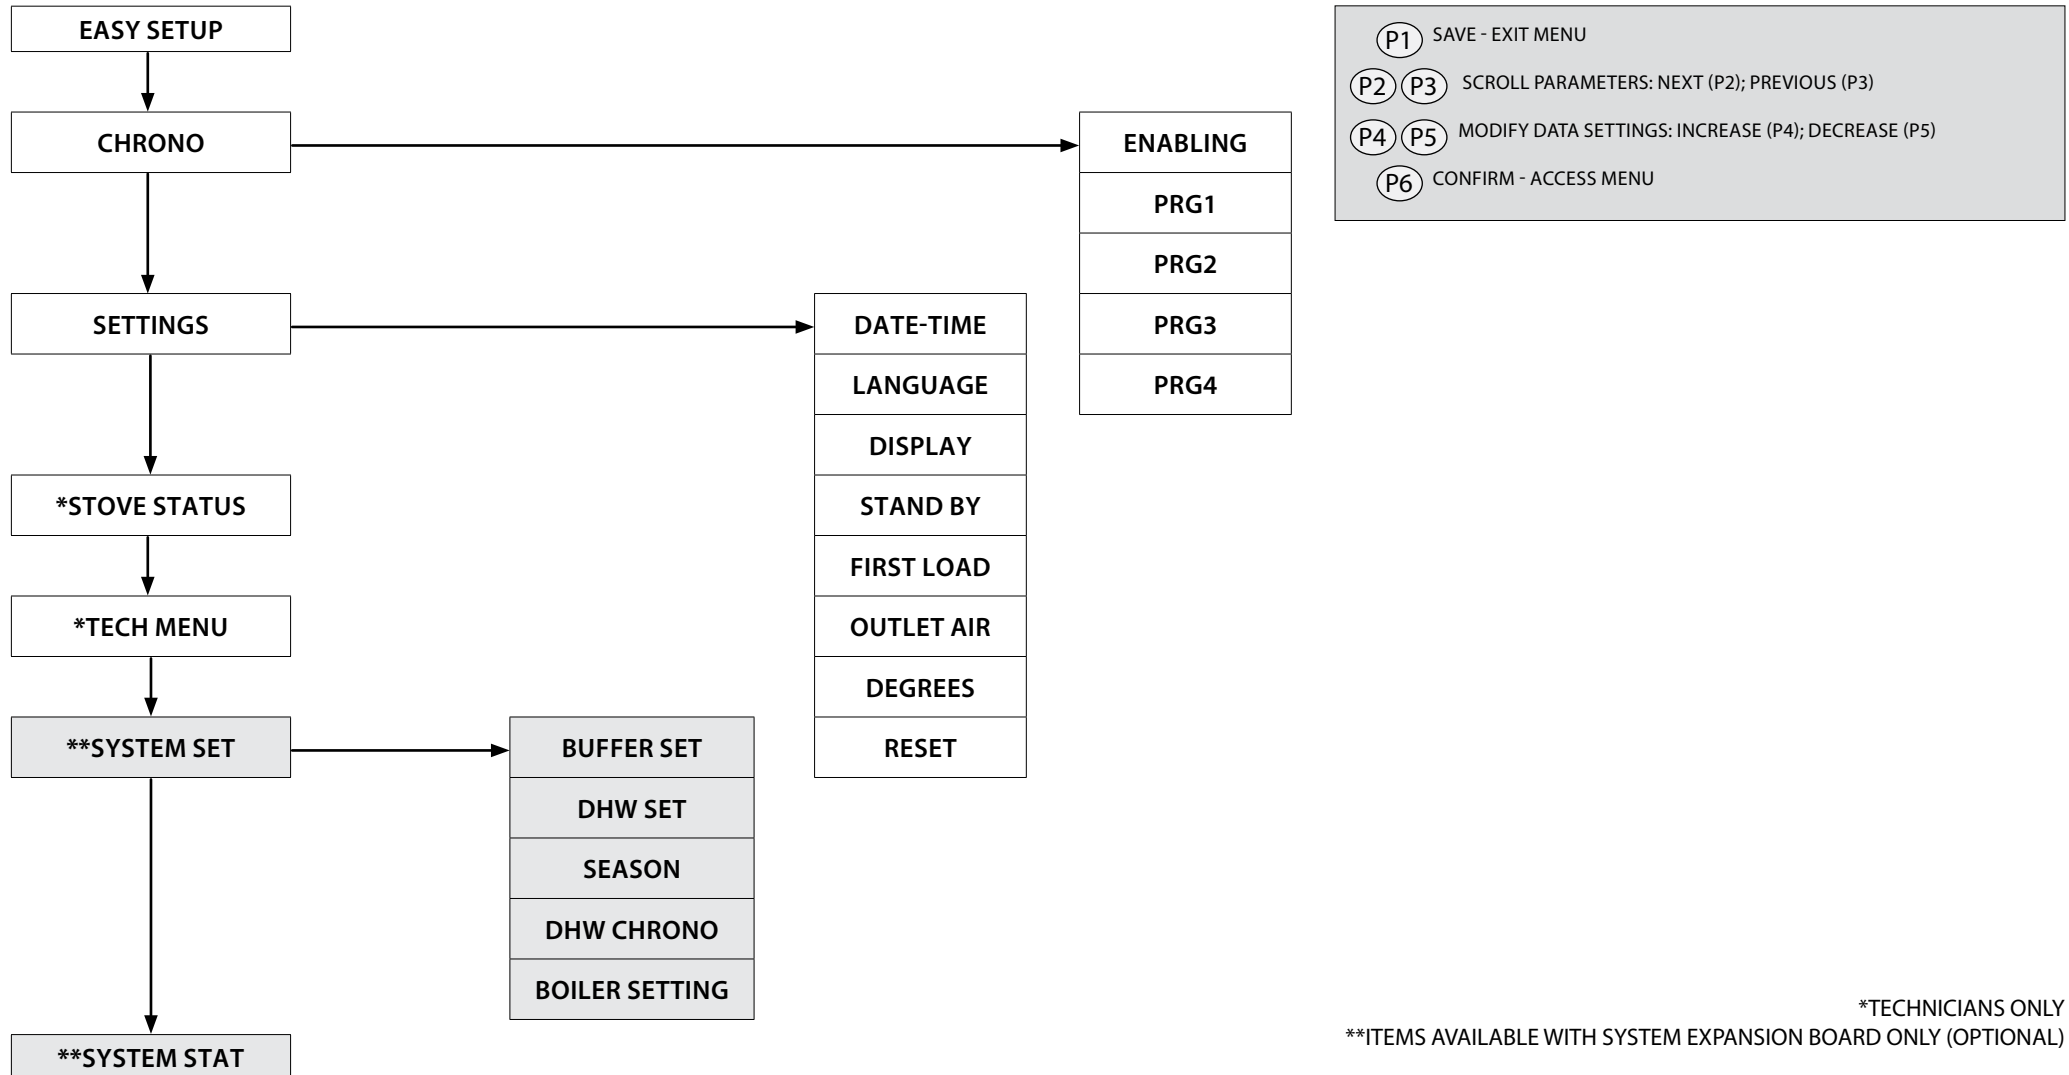 EASY SETUP
CHRONO
SETTINGS
*STOVE STATUS
*TECH MENU
**SYSTEM SET
**SYSTEM STAT
BUFFER SET
DHW SET
SEASON
DHW CHRONO
BOILER SETTING
DATE-TIME
LANGUAGE
DISPLAY
STAND BY
FIRST LOAD
OUTLET AIR
DEGREES
RESET
ENABLING
PRG1
PRG2
PRG3
PRG4
P1 SAVE - EXIT MENU
P2 P3 SCROLL PARAMETERS: NEXT (P2); PREVIOUS (P3)
P4 P5 MODIFY DATA SETTINGS: INCREASE (P4); DECREASE (P5)
P6 CONFIRM - ACCESS MENU
*TECHNICIANS ONLY
**ITEMS AVAILABLE WITH SYSTEM EXPANSION BOARD ONLY (OPTIONAL)